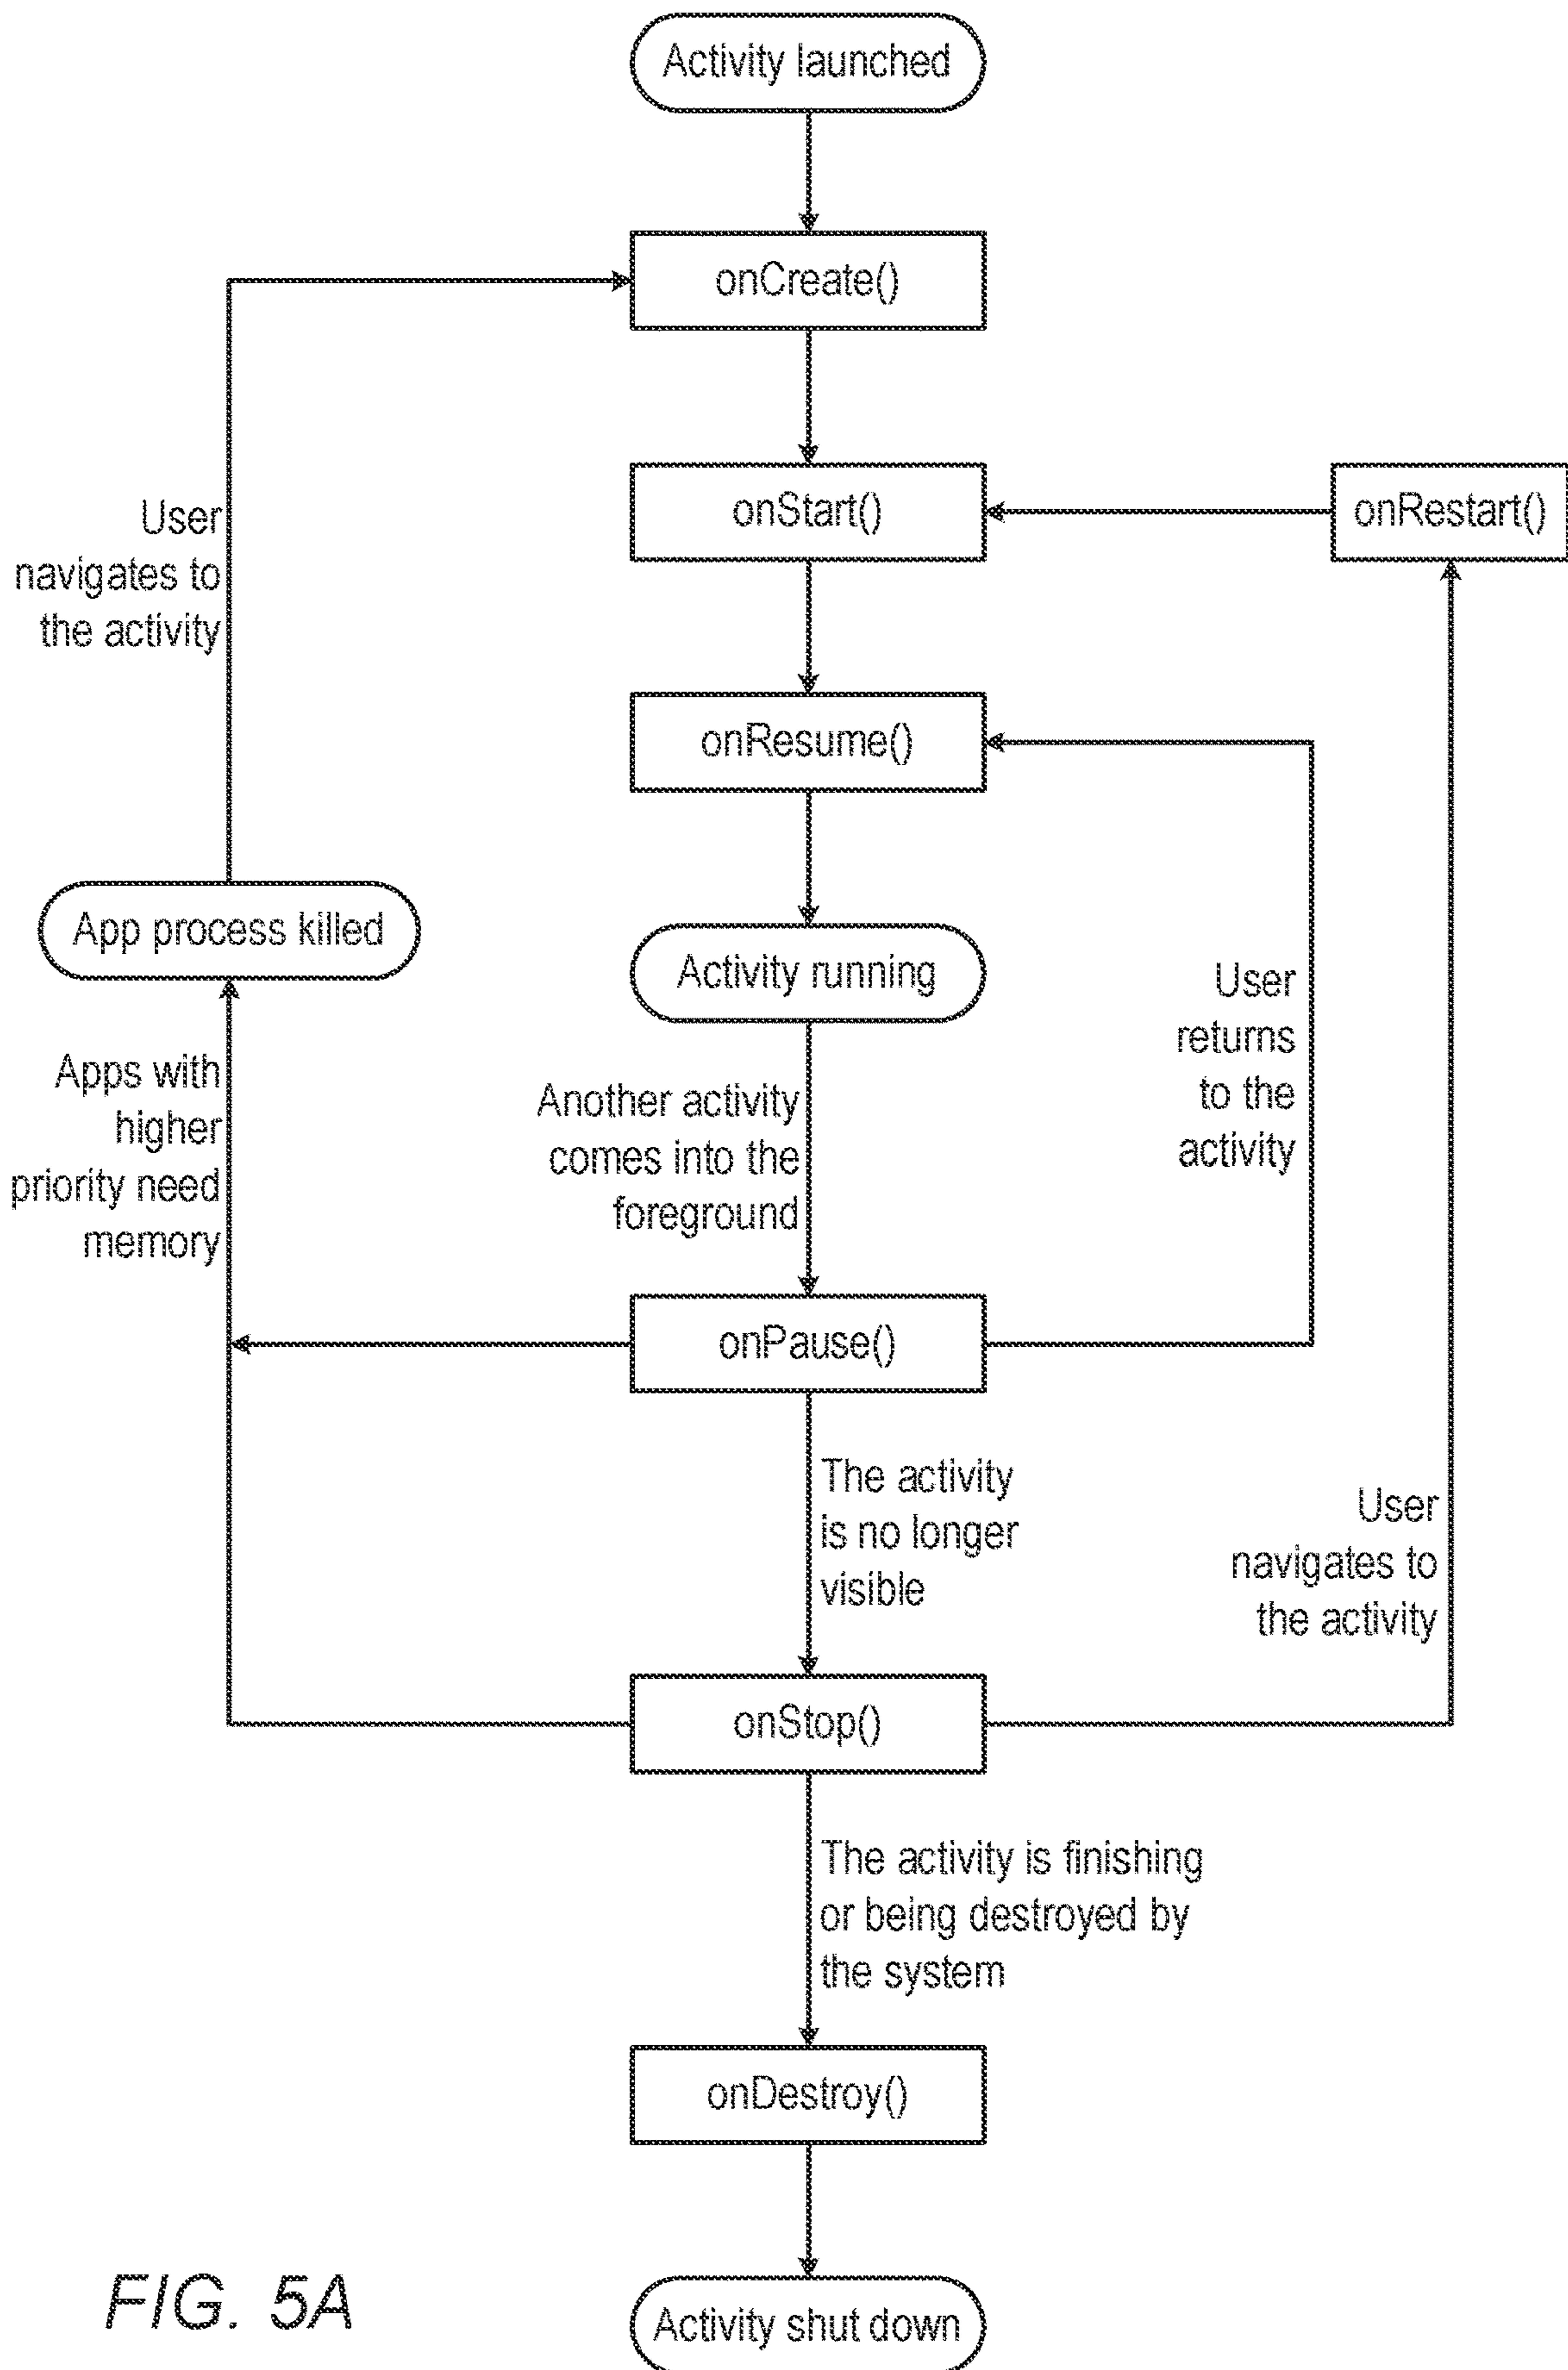 Activity launched
onCreate()
User
navigates to
the activity
onStart()
onRestart()
onResume()
App process killed
Activity running
User
returns
to the
activity
Apps with
higher
priority need
memory
Another activity
comes into the
foreground
onPause()
The activity
is no longer
visible
User
navigates to
the activity
onStop()
The activity is finishing
or being destroyed by
the system
onDestroy()
Activity shut down
FIG. 5A